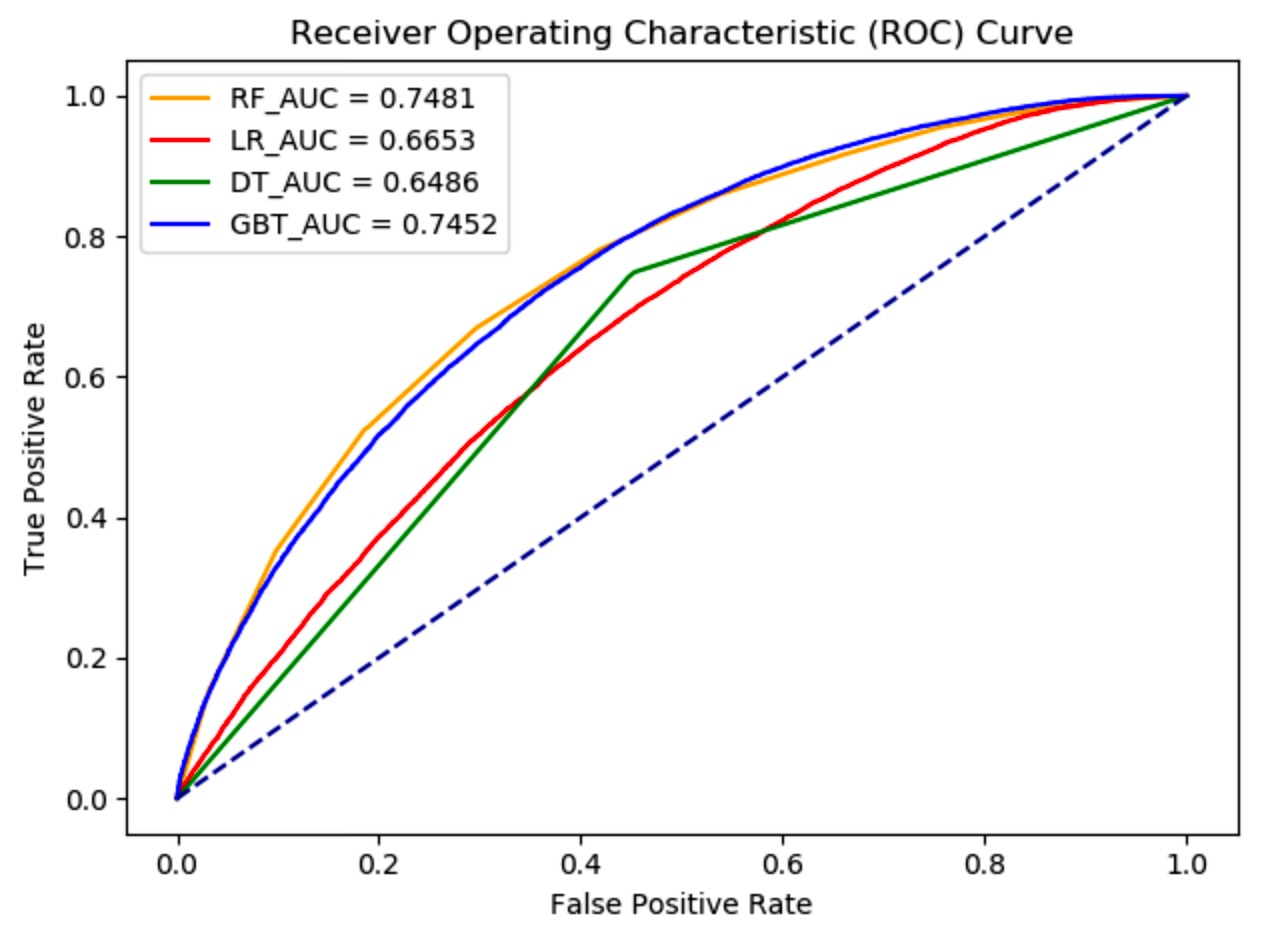 Receiver Operating Characteristic (ROC) Curve
RF_AUC = 0.7481
LR_AUC = 0.6653
DT_AUC = 0.6486
GBT_AUC = 0.7452
True Positive Rate
1.0
0.8
0.6
0.4
0.2
0.0
0.0 0.2 0.4 0.6 0.8 1.0
False Positive Rate